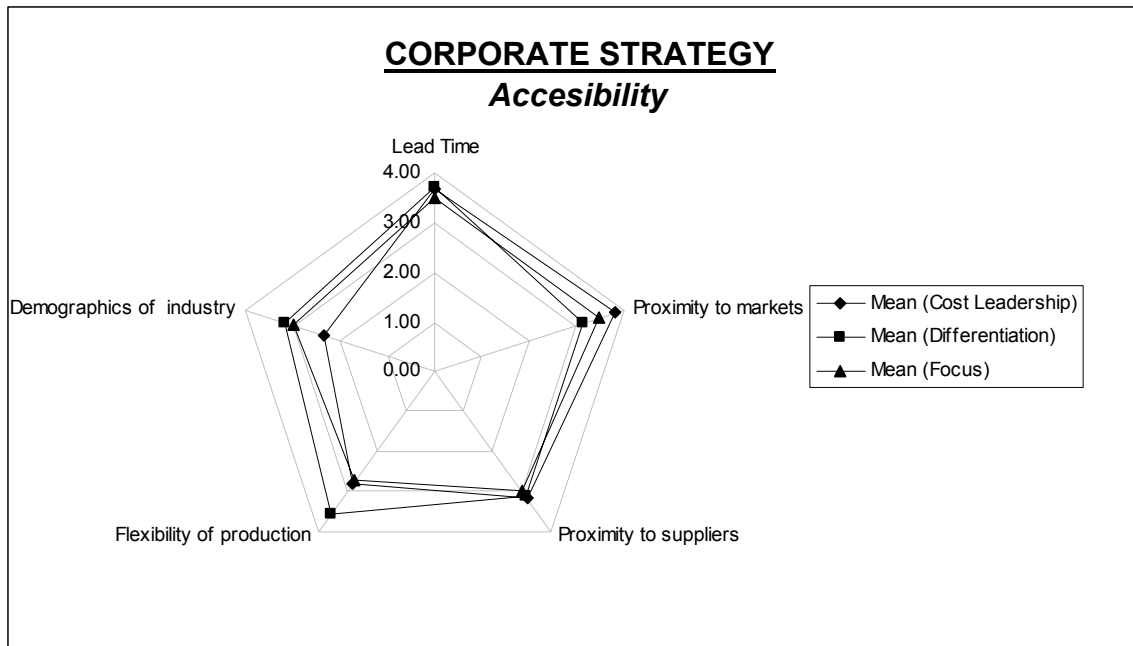 CORPORATE STRATEGY
Accesibility
Lead Time
4.00
3.00
2.00
1.00
0.00
Demographics of industry
Proximity to markets
Flexibility of production
Proximity to suppliers
Mean (Cost Leadership)
Mean (Differentiation)
Mean (Focus)